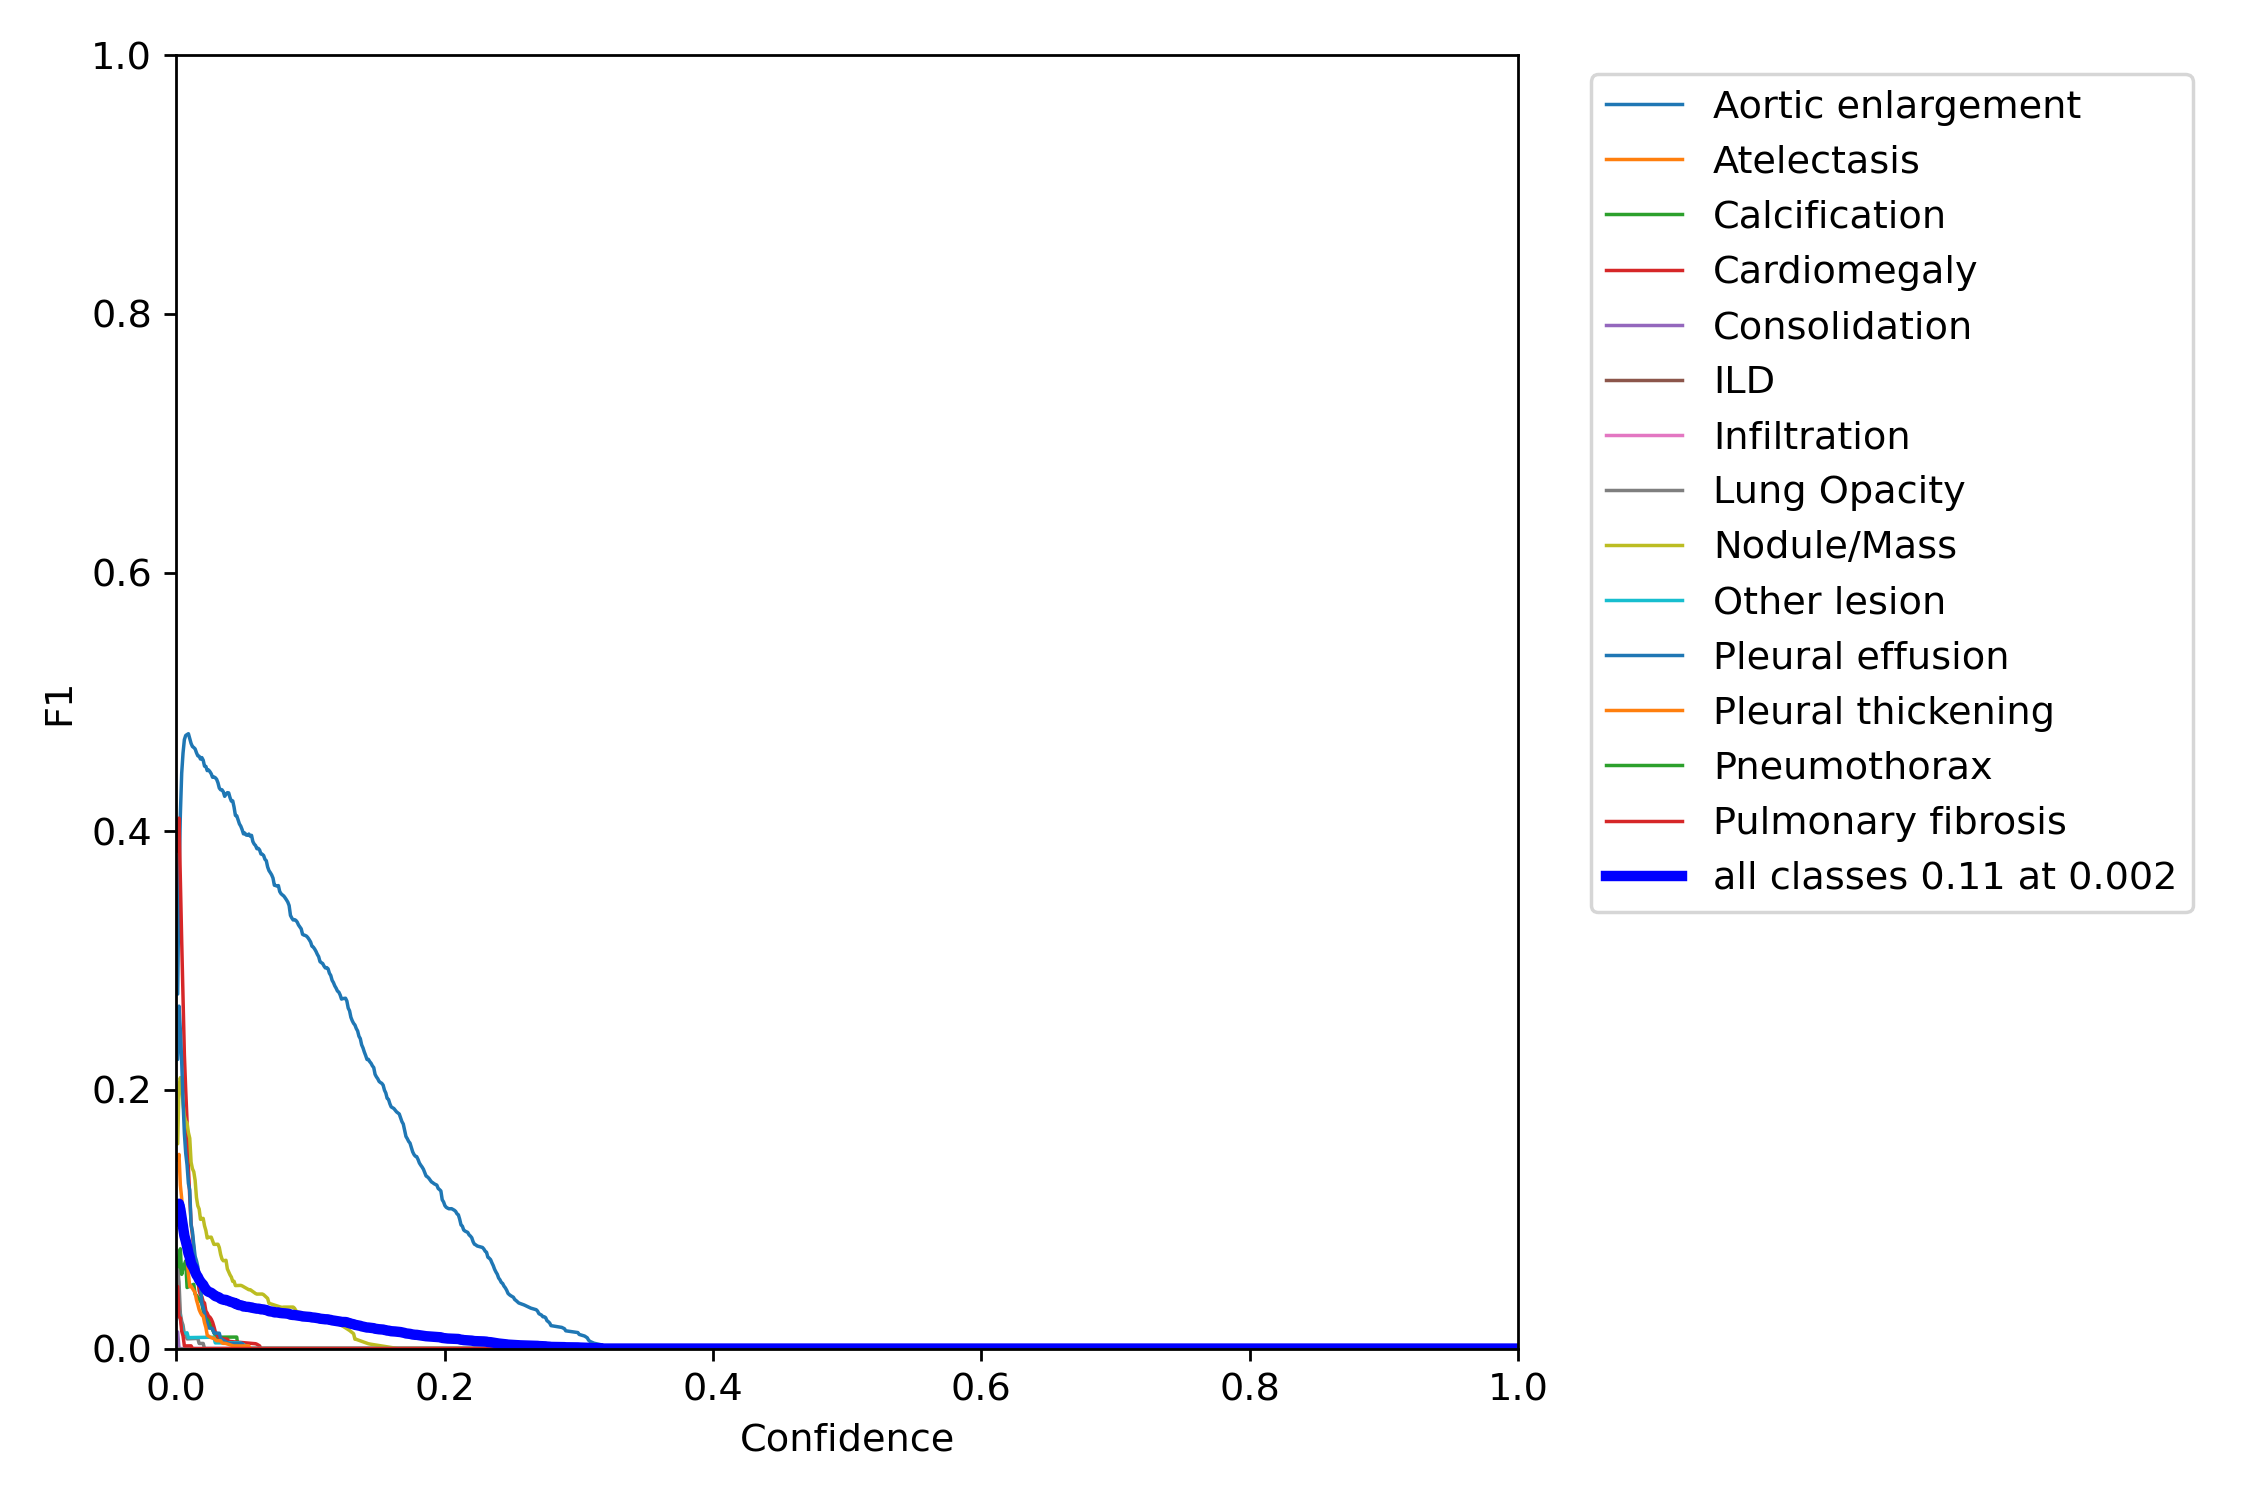 1.0
0.8
0.6
0.4
0.2
0.0
F1
0.0 0.2 0.4 0.6 0.8 1.0
Confidence
Aortic enlargement
Atelectasis
Calcification
Cardiomegaly
Consolidation
ILD
Infiltration
Lung Opacity
Nodule/Mass
Other lesion
Pleural effusion
Pleural thickening
Pneumothorax
Pulmonary fibrosis
all classes 0.11 at 0.002